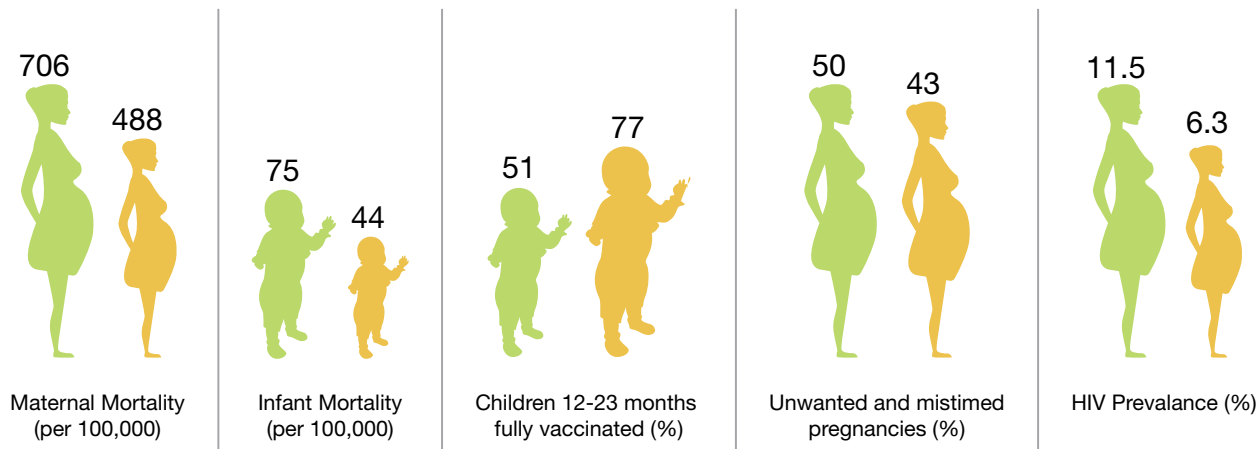 706
488
Maternal Mortality
(per 100,000)
75
44
Infant Mortality
(per 100,000)
51
77
Children 12-23 months
fully vaccinated (%)
50
43
Unwanted and mistimed
pregnancies (%)
11.5
6.3
HIV Prevalance (%)